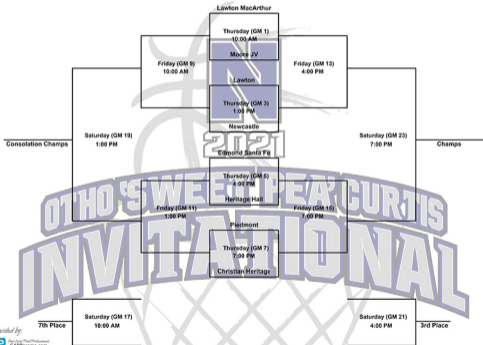 Lawton MacArthur
Thursday (GM 1)
10:00 AM
Moore JV
Friday (GM 9)
10:00 AM
Friday (GM 13)
4:00 PM
Lawton
Thursday (GM 3)
1:00 PM
Newcastle
Saturday (GM 19)
1:00 PM
Consolation Champs
Saturday (GM 23)
7:00 PM
Champs
2021
Edmond Santa Fe
Thursday (GM 5)
4:00 PM
Heritage Hall
OTHO "SWEET PEA" CURTIS
INVITATIONAL
Friday (GM 11)
1:00 PM
Friday (GM 15)
7:00 PM
Piedmont
Thursday (GM 7)
7:00 PM
Christian Heritage
Saturday (GM 17)
10:00 AM
7th Place
Saturday (GM 21)
4:00 PM
3rd Place